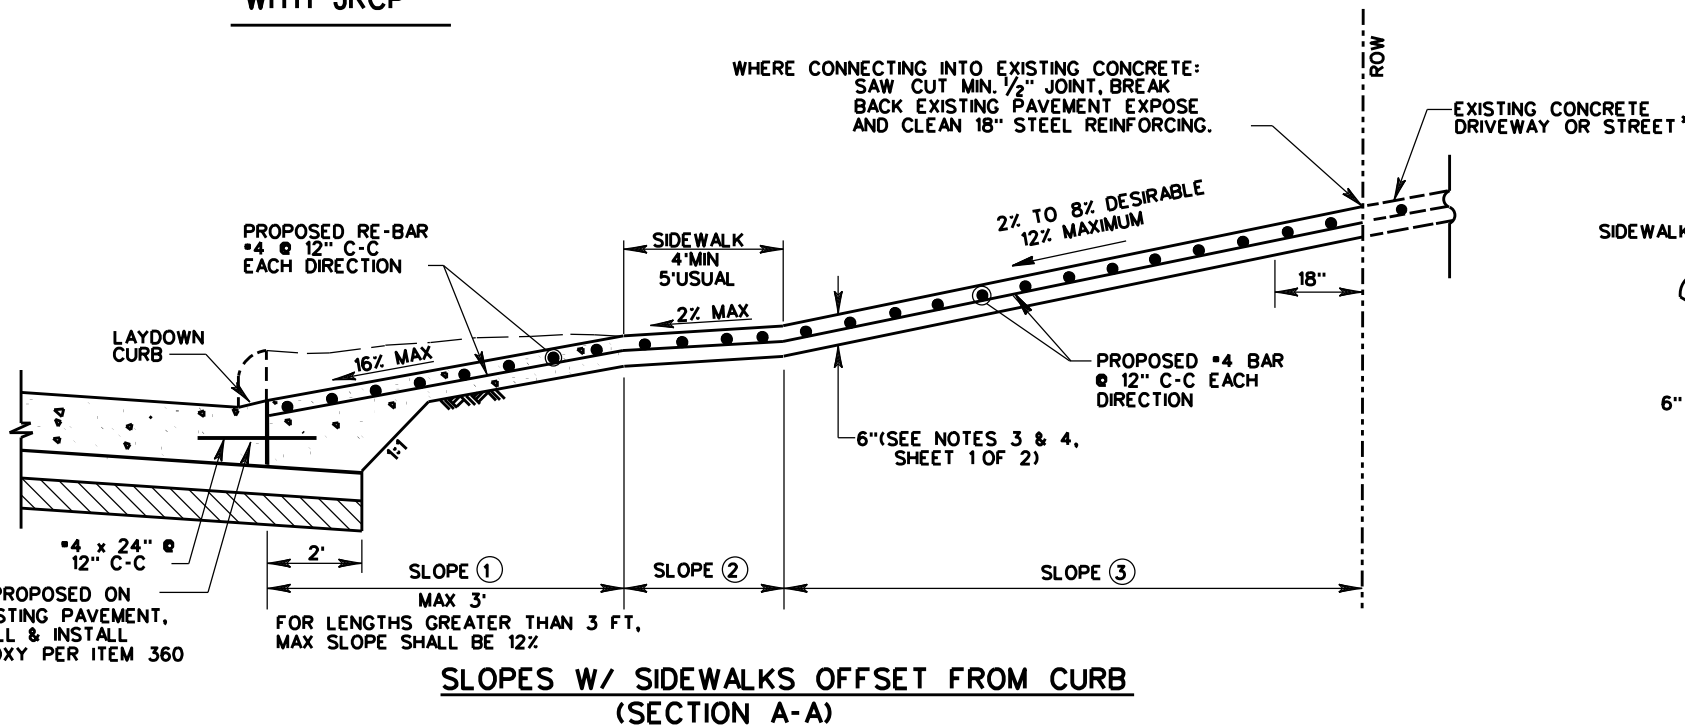 WITH JRCP
WHERE CONNECTING INTO EXISTING CONCRETE:
SAW CUT MIN. ½" JOINT, BREAK
BACK EXISTING PAVEMENT EXPOSE
AND CLEAN 18" STEEL REINFORCING.
ROW
EXISTING CONCRETE
DRIVEWAY OR STREET
2% TO 8% DESIRABLE
12% MAXIMUM
PROPOSED RE-BAR
#4 @ 12" C-C
EACH DIRECTION
SIDEWALK
4'MIN
5'USUAL
SIDEWALK
18"
2% MAX
LAYDOWN
CURB
16% MAX
PROPOSED #4 BAR
@ 12" C-C EACH
DIRECTION
6"
6"(SEE NOTES 3 & 4,
SHEET 1 OF 2)
1:1
#4 x 24" @
12" C-C
2'
SLOPE 1
SLOPE 2
SLOPE 3
MAX 3'
FOR LENGTHS GREATER THAN 3 FT,
MAX SLOPE SHALL BE 12%
PROPOSED ON
STING PAVEMENT,
LL & INSTALL
OXY PER ITEM 360
SLOPES W/ SIDEWALKS OFFSET FROM CURB
(SECTION A-A)